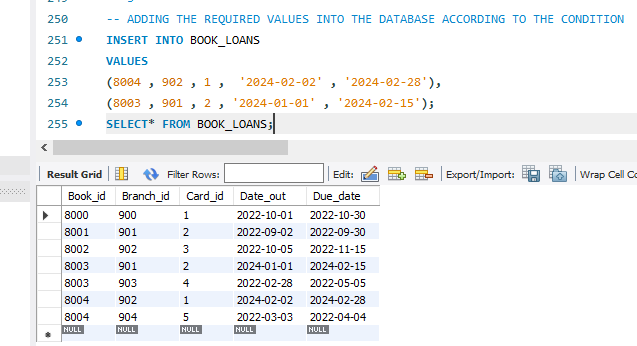 250 -- ADDING THE REQUIRED VALUES INTO THE DATABASE ACCORDING TO THE CONDITION
251 INSERT INTO BOOK_LOANS
252 VALUES
253 (8004 , 902 , 1 , '2024-02-02' , '2024-02-28'),
254 (8003 , 901 , 2 , '2024-01-01' , '2024-02-15');
255 SELECT* FROM BOOK_LOANS;
Result Grid Filter Rows: Edit: Export/Import: Wrap Cell Co
Book_id Branch_id Card_id Date_out Due_date
8000 900 1 2022-10-01 2022-10-30
8001 901 2 2022-09-02 2022-09-30
8002 902 3 2022-10-05 2022-11-15
8003 901 2 2024-01-01 2024-02-15
8003 903 4 2022-02-28 2022-05-05
8004 902 1 2024-02-02 2024-02-28
8004 904 5 2022-03-03 2022-04-04
NULL NULL NULL NULL NULL